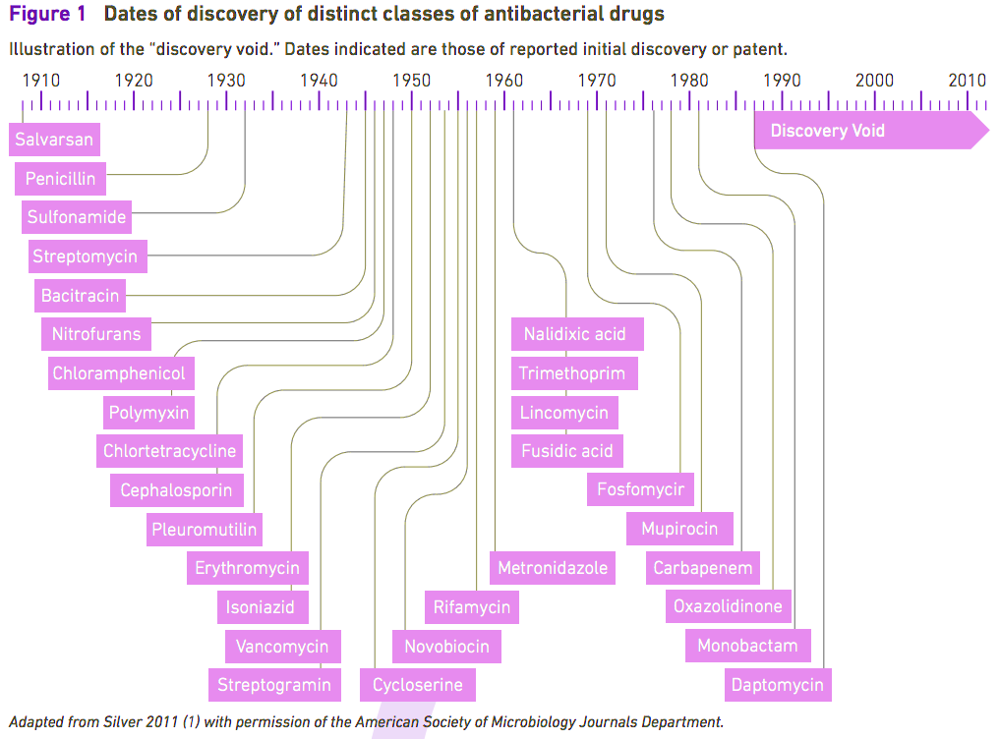 Figure 1 Dates of discovery of distinct classes of antibacterial drugs
Illustration of the “discovery void.” Dates indicated are those of reported initial discovery or patent.
1910 1920 1930 1940 1950 1960 1970 1980 1990 2000 2010
Discovery Void
Salvarsan
Penicillin
Sulfonamide
Streptomycin
Bacitracin
Nitrofurans
Nalidixic acid
Chloramphenicol
Trimethoprim
Polymyxin
Lincomycin
Chlortetracycline
Fusidic acid
Cephalosporin
Fosfomycir
Pleuromutilin
Mupirocin
Erythromycin
Metronidazole
Carbapenem
Isoniazid
Rifamycin
Oxazolidinone
Vancomycin
Novobiocin
Monobactam
Streptogramin
Cycloserine
Daptomycin
Adapted from Silver 2011 (1) with permission of the American Society of Microbiology Journals Department.